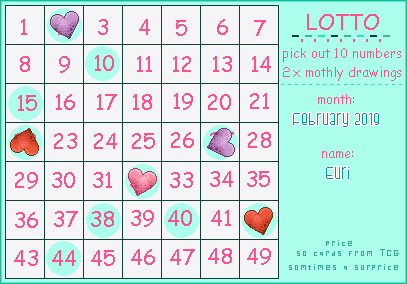 1 3 4 5 6 7
8 9 10 11 12 13 14
15 16 17 18 19 20 21
23 24 25 26 28
29 30 31 33 34 35
36 37 38 39 40 41
43 44 45 46 47 48 49
LOTTO
pick out 10 numbers
2x mothly drawings
month:
February 2019
name:
Euri
price
50 cards from TCG
somtimes a surprice